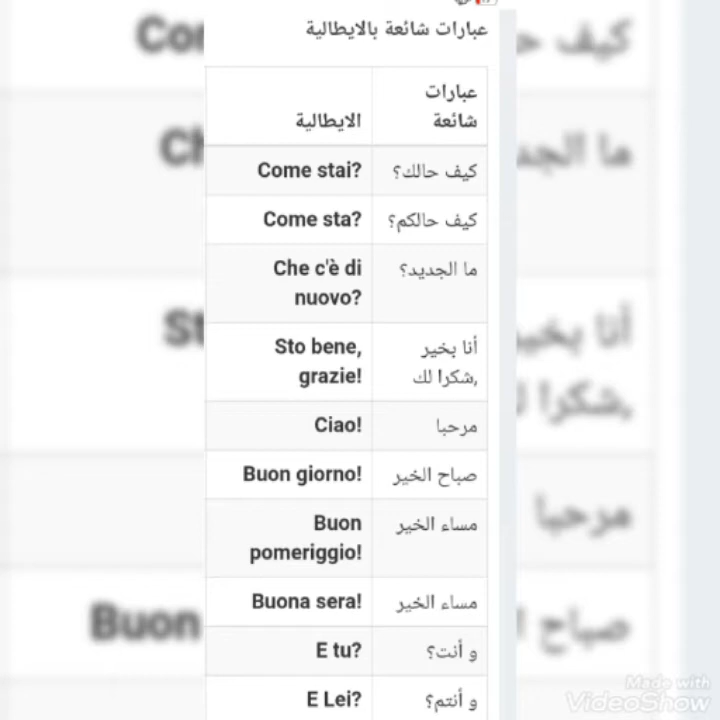 عبارات شائعة بالايطالية
عبارات
شائعة
الايطالية
كيف حالك؟
Come stai?
كيف حالكم؟
Come sta?
ما الجديد؟
Che c'è di
nuovo?
أنا بخير
,شكرا لك
Sto bene,
grazie!
مرحبا
Ciao!
صباح الخير
Buon giorno!
مساء الخير
Buon
pomeriggio!
مساء الخير
Buona sera!
و أنت؟
E tu?
و أنتم؟
E Lei?
Made with
VideoShow